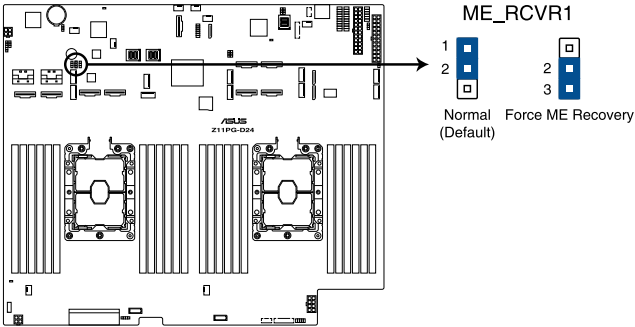 ME_RCVR1
1
2
2
3
Normal
(Default)
Force ME Recovery
ASUS
Z11PG-D24